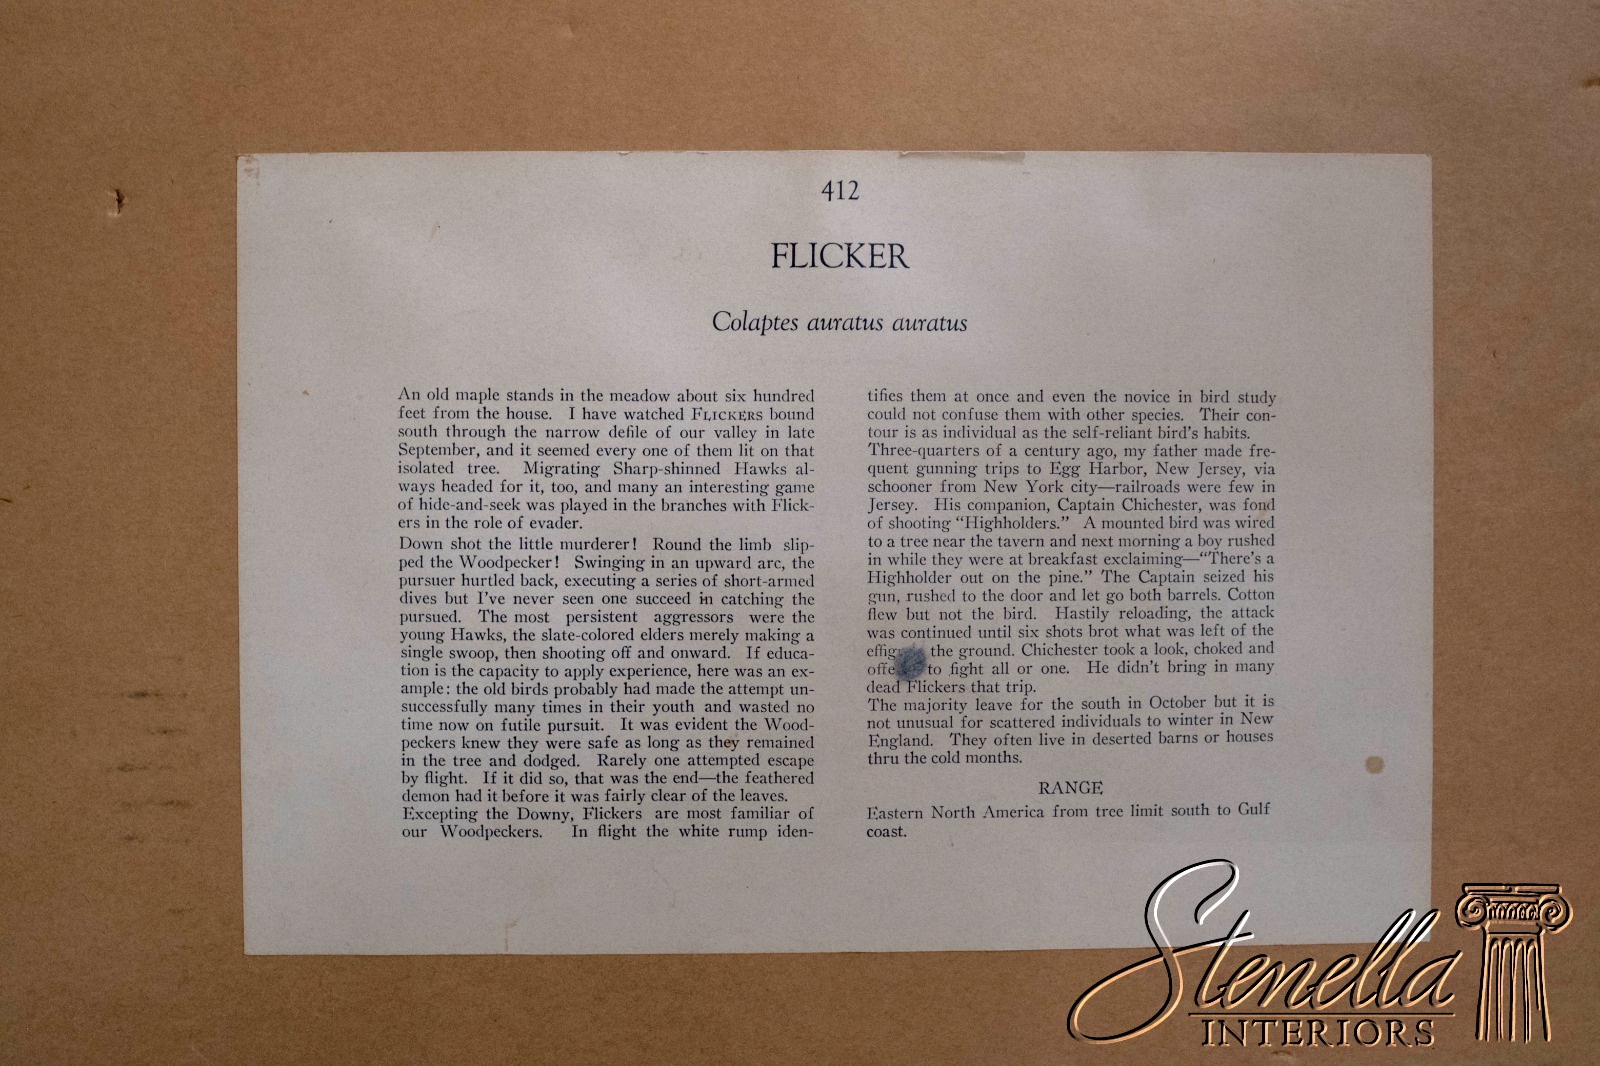 412
FLICKER
Colaptes auratus auratus
An old maple stands in the meadow about six hundred
feet from the house. I have watched FLICKERS bound
south through the narrow defile of our valley in late
September, and it seemed every one of them lit on that
isolated tree. Migrating Sharp-shinned Hawks al-
ways headed for it, too, and many an interesting game
of hide-and-seek was played in the branches with Flick-
ers in the role of evader.
Down shot the little murderer! Round the limb slip-
ped the Woodpecker! Swinging in an upward arc, the
pursuer hurtled back, executing a series of short-armed
dives but I've never seen one succeed in catching the
pursued. The most persistent aggressors were the
young Hawks, the slate-colored elders merely making a
single swoop, then shooting off and onward. If educa-
tion is the capacity to apply experience, here was an ex-
ample: the old birds probably had made the attempt un-
successfully many times in their youth and wasted no
time now on futile pursuit. It was evident the Wood-
peckers knew they were safe as long as they remained
in the tree and dodged. Rarely one attempted escape
by flight. If it did so, that was the end—the feathered
demon had it before it was fairly clear of the leaves.
Excepting the Downy, Flickers are most familiar of
our Woodpeckers. In flight the white rump iden-
tifies them at once and even the novice in bird study
could not confuse them with other species. Their con-
tour is as individual as the self-reliant bird's habits.
Three-quarters of a century ago, my father made fre-
quent gunning trips to Egg Harbor, New Jersey, via
schooner from New York city—railroads were few in
Jersey. His companion, Captain Chichester, was fond
of shooting "Highholders." A mounted bird was wired
to a tree near the tavern and next morning a boy rushed
in while they were at breakfast exclaiming—"There's a
Highholder out on the pine." The Captain seized his
gun, rushed to the door and let go both barrels. Cotton
flew but not the bird. Hastily reloading, the attack
was continued until six shots brot what was left of the
the ground. Chichester took a look, choked and
to fight all or one. He didn't bring in many
dead Flickers that trip.
The majority leave for the south in October but it is
not unusual for scattered individuals to winter in New
England. They often live in deserted barns or houses
thru the cold months.
RANGE
Eastern North America from tree limit south to Gulf
coast.
Stenella
INTERIORS